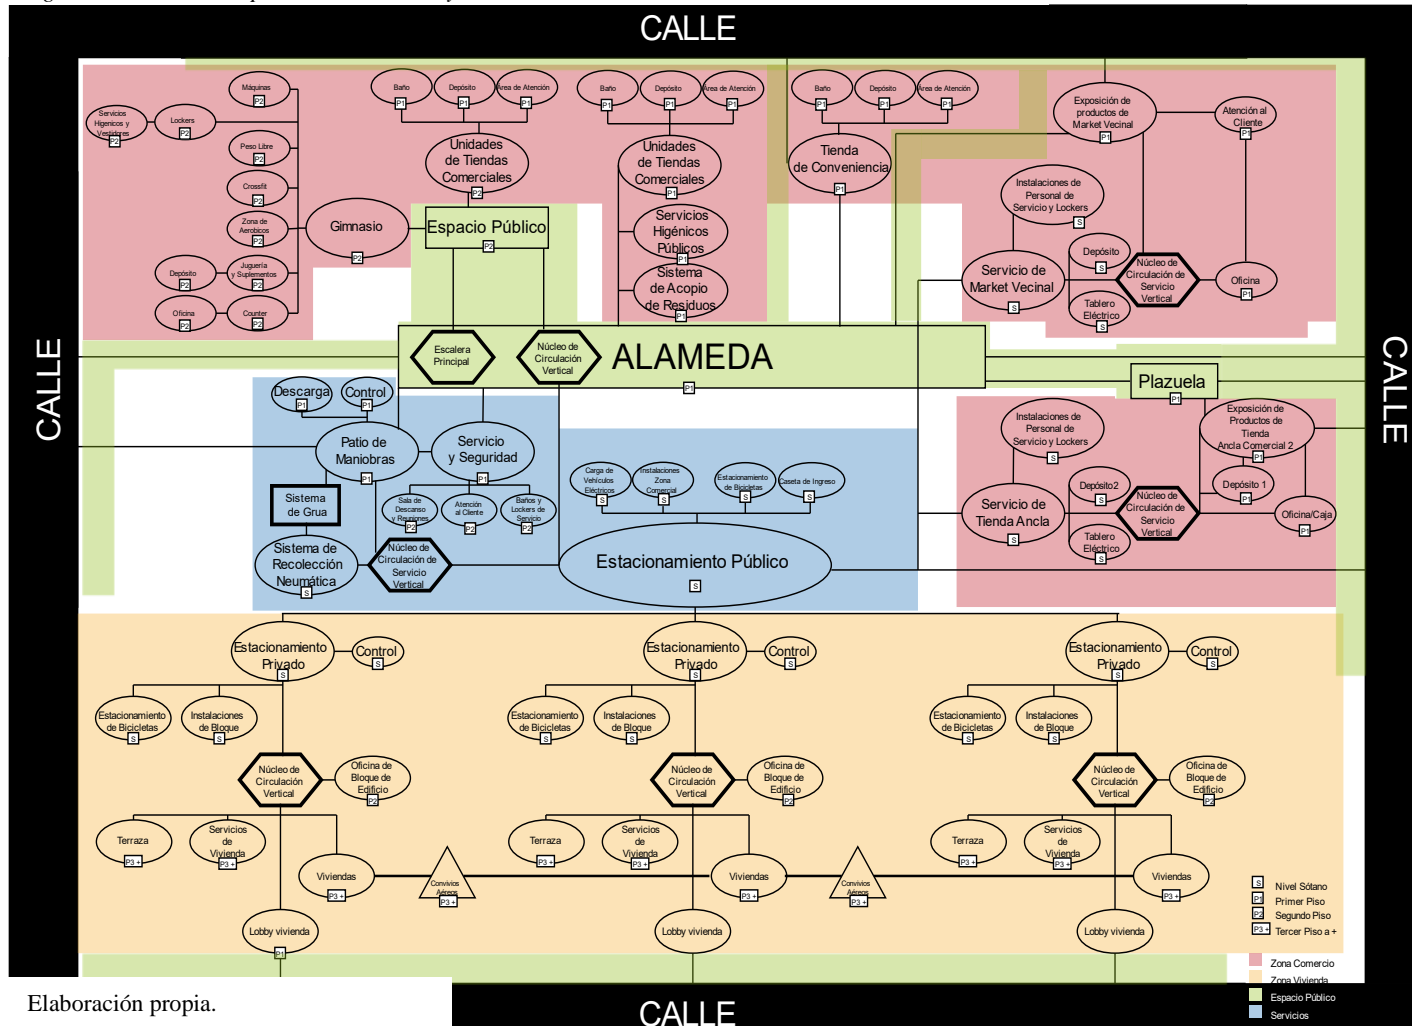 CALLE
CALLE
CALLE
CALLE
Máquinas
P2
Servicios
Higenicos y
Vestidores
P2
Lockers
P2
Peso Libre
P2
Crossfit
P2
Zona de
Aerobicos
P2
Depósito
P2
Juguería
y Suplementos
P2
Oficina
P2
Counter
P2
Gimnasio
P2
Baño
P1
Depósito
P1
Área de Atención
P1
Unidades
de Tiendas
Comerciales
P2
Espacio Público
P2
Baño
P1
Depósito
P1
Área de Atención
P1
Unidades
de Tiendas
Comerciales
P1
Servicios
Higénicos
Públicos
P1
Sistema
de Acopio
de Residuos
P1
Baño
P1
Depósito
P1
Área de Atención
P1
Tienda
de Conveniencia
P1
Exposición de
productos de
Market Vecinal
P1
Atención al
Cliente
P1
Instalaciones de
Personal de
Servicio y Lockers
S
Depósito
S
Servicio de
Market Vecinal
S
Núcleo de
Circulación de
Servicio
Vertical
Oficina
P1
Tablero
Eléctrico
S
Escalera
Principal
Núcleo de
Circulación
Vertical
ALAMEDA
P1
Plazuela
P1
Descarga
P1
Control
P1
Patio de
Maniobras
P1
Servicio
y Seguridad
P1
Sistema
de Grua
Sala de
Descanso
y Reuniones
P2
Atención
al Cliente
P2
Baños y
Lockers de
Servicio
P2
Sistema de
Recolección
Neumática
S
Núcleo de
Circulación de
Servicio
Vertical
Carga de
Vehículos
Eléctricos
S
Instalaciones
Zona
Comercial
S
Estacionamiento
de Bicicletas
S
Caseta de Ingreso
S
Estacionamiento Público
S
Instalaciones de
Personal de
Servicio y Lockers
S
Exposición de
Productos de
Tienda
Ancla Comercial 2
P1
Depósito2
S
Depósito 1
P1
Servicio de
Tienda Ancla
S
Núcleo de
Circulación de
Servicio
Vertical
Oficina/Caja
P1
Tablero
Eléctrico
S
Estacionamiento
Privado
S
Control
S
Estacionamiento
de Bicicletas
S
Instalaciones
de Bloque
S
Núcleo de
Circulación
Vertical
Oficina de
Bloque de
Edificio
P2
Terraza
P3 +
Servicios
de
Vivienda
P3 +
Viviendas
P3 +
Lobby vivienda
P1
Convivios
Aéreos
P3 +
Estacionamiento
Privado
S
Control
S
Estacionamiento
de Bicicletas
S
Instalaciones
de Bloque
S
Núcleo de
Circulación
Vertical
Oficina de
Bloque de
Edificio
P2
Terraza
P3 +
Servicios
de
Vivienda
P3 +
Viviendas
P3 +
Lobby vivienda
Convivios
Aéreos
P3 +
Estacionamiento
Privado
S
Control
S
Estacionamiento
de Bicicletas
S
Instalaciones
de Bloque
S
Núcleo de
Circulación
Vertical
Oficina de
Bloque de
Edificio
P2
Terraza
P3 +
Servicios
de
Vivienda
P3 +
Viviendas
P3 +
Lobby vivienda
S Nivel Sótano
P1 Primer Piso
P2 Segundo Piso
P3 + Tercer Piso a +
Zona Comercio
Zona Vivienda
Espacio Público
Servicios
Elaboración propia.